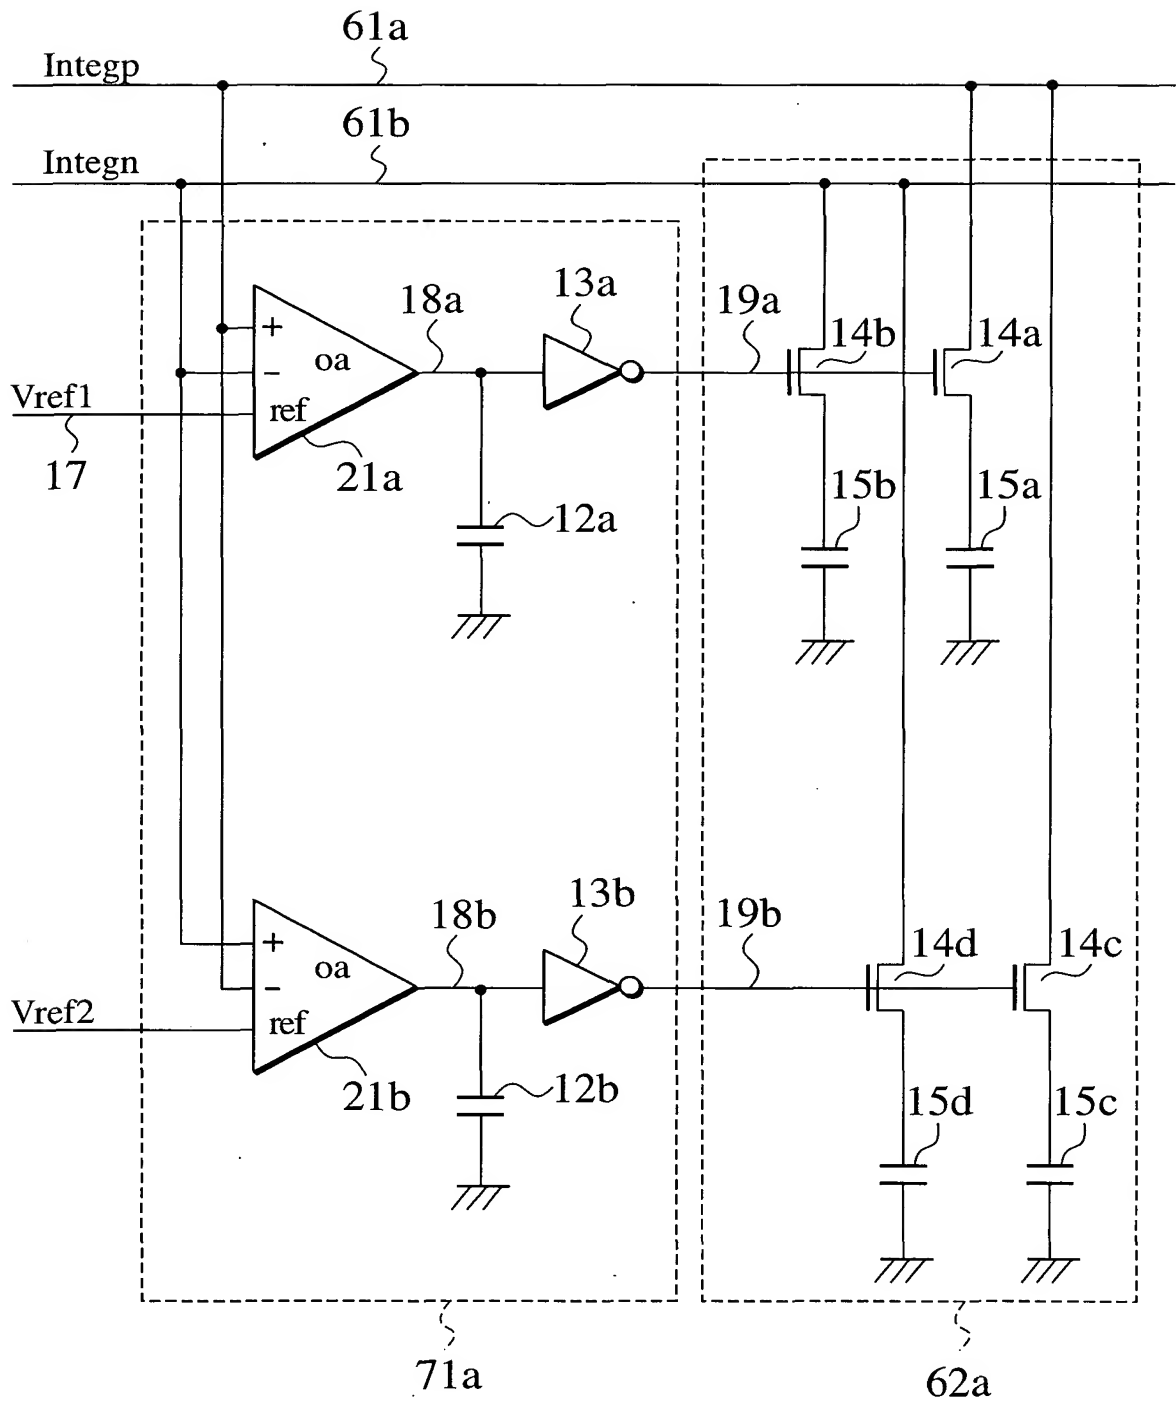 61a
Integp
61b
Integn
13a
18a
19a
14b
14a
+
oa
−
Vref1
ref
17
21a
15b
15a
12a
13b
18b
19b
14d
14c
+
oa
−
Vref2
ref
21b
12b
15d
15c
71a
62a